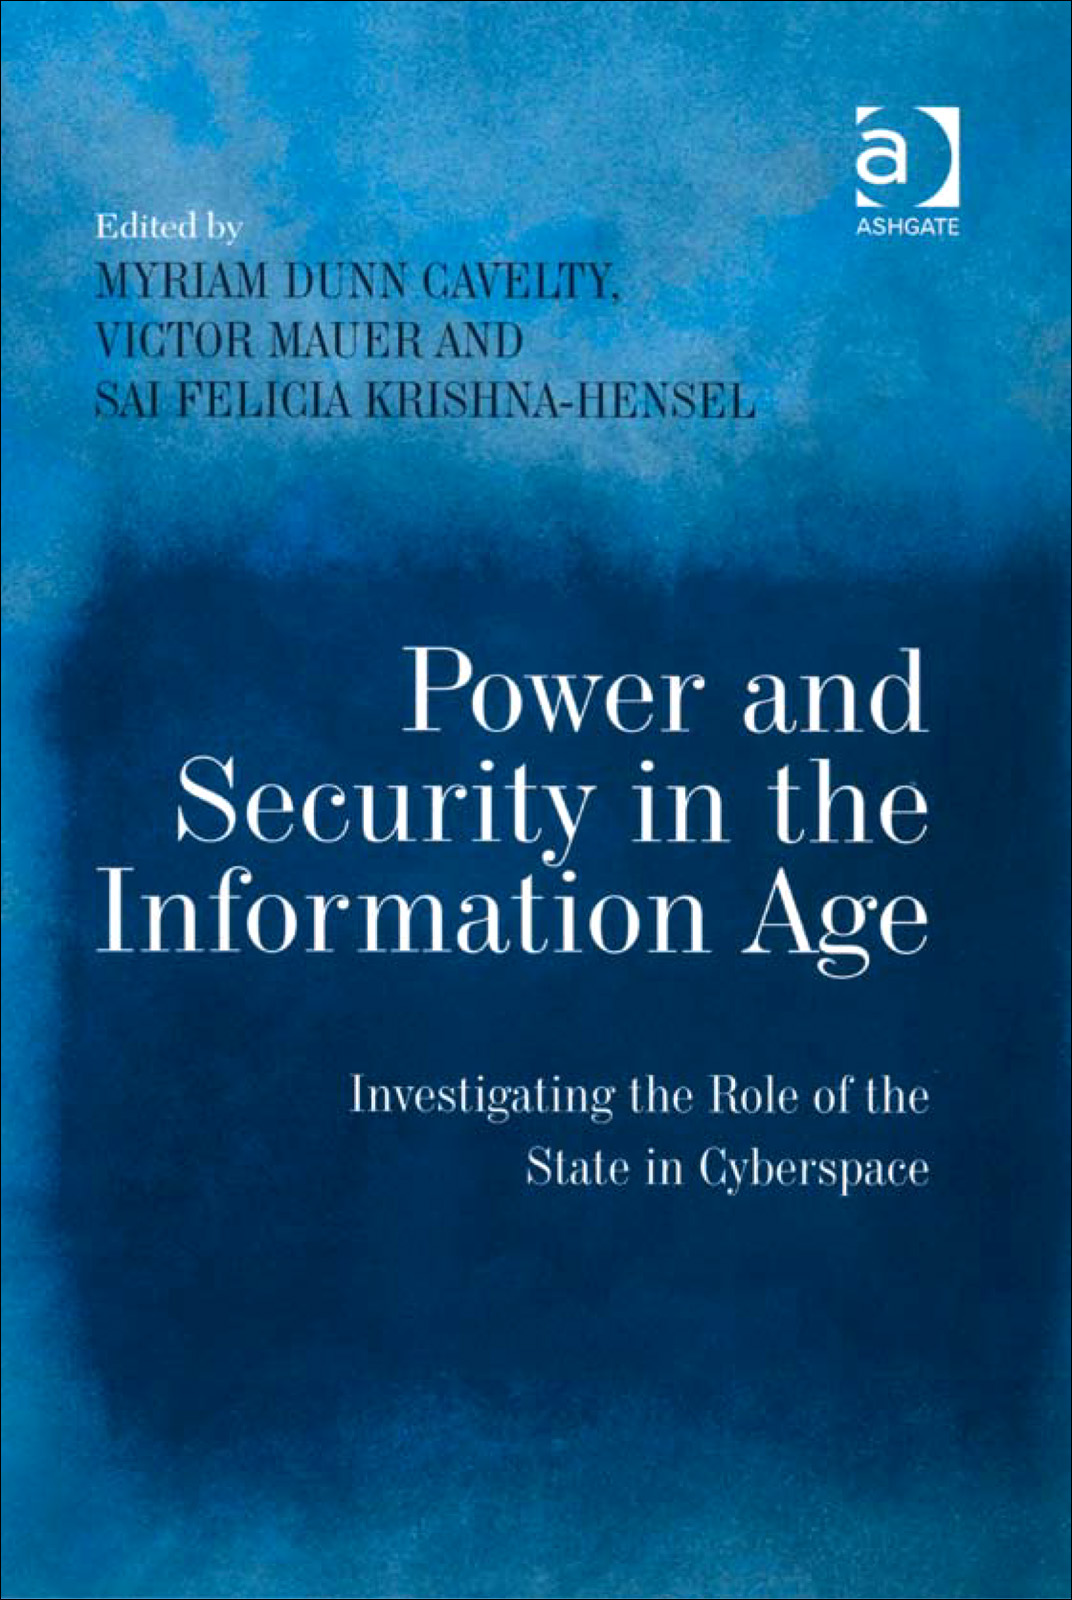 a
ASHGATE
Edited by
MYRIAM DUNN CAVELTY,
VICTOR MAUER AND
SAI FELICIA KRISHNA-HENSEL
Power and
Security in the
Information Age
Investigating the Role of the
State in Cyberspace